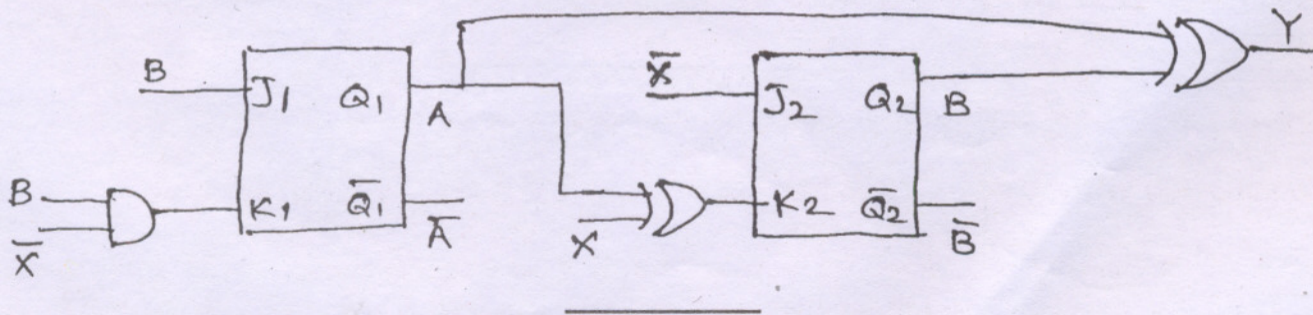 Y
B J1 Q1 A X̅ J2 Q2 B
B X̅ K1 Q̅1 A̅ X K2 Q̅2 B̅